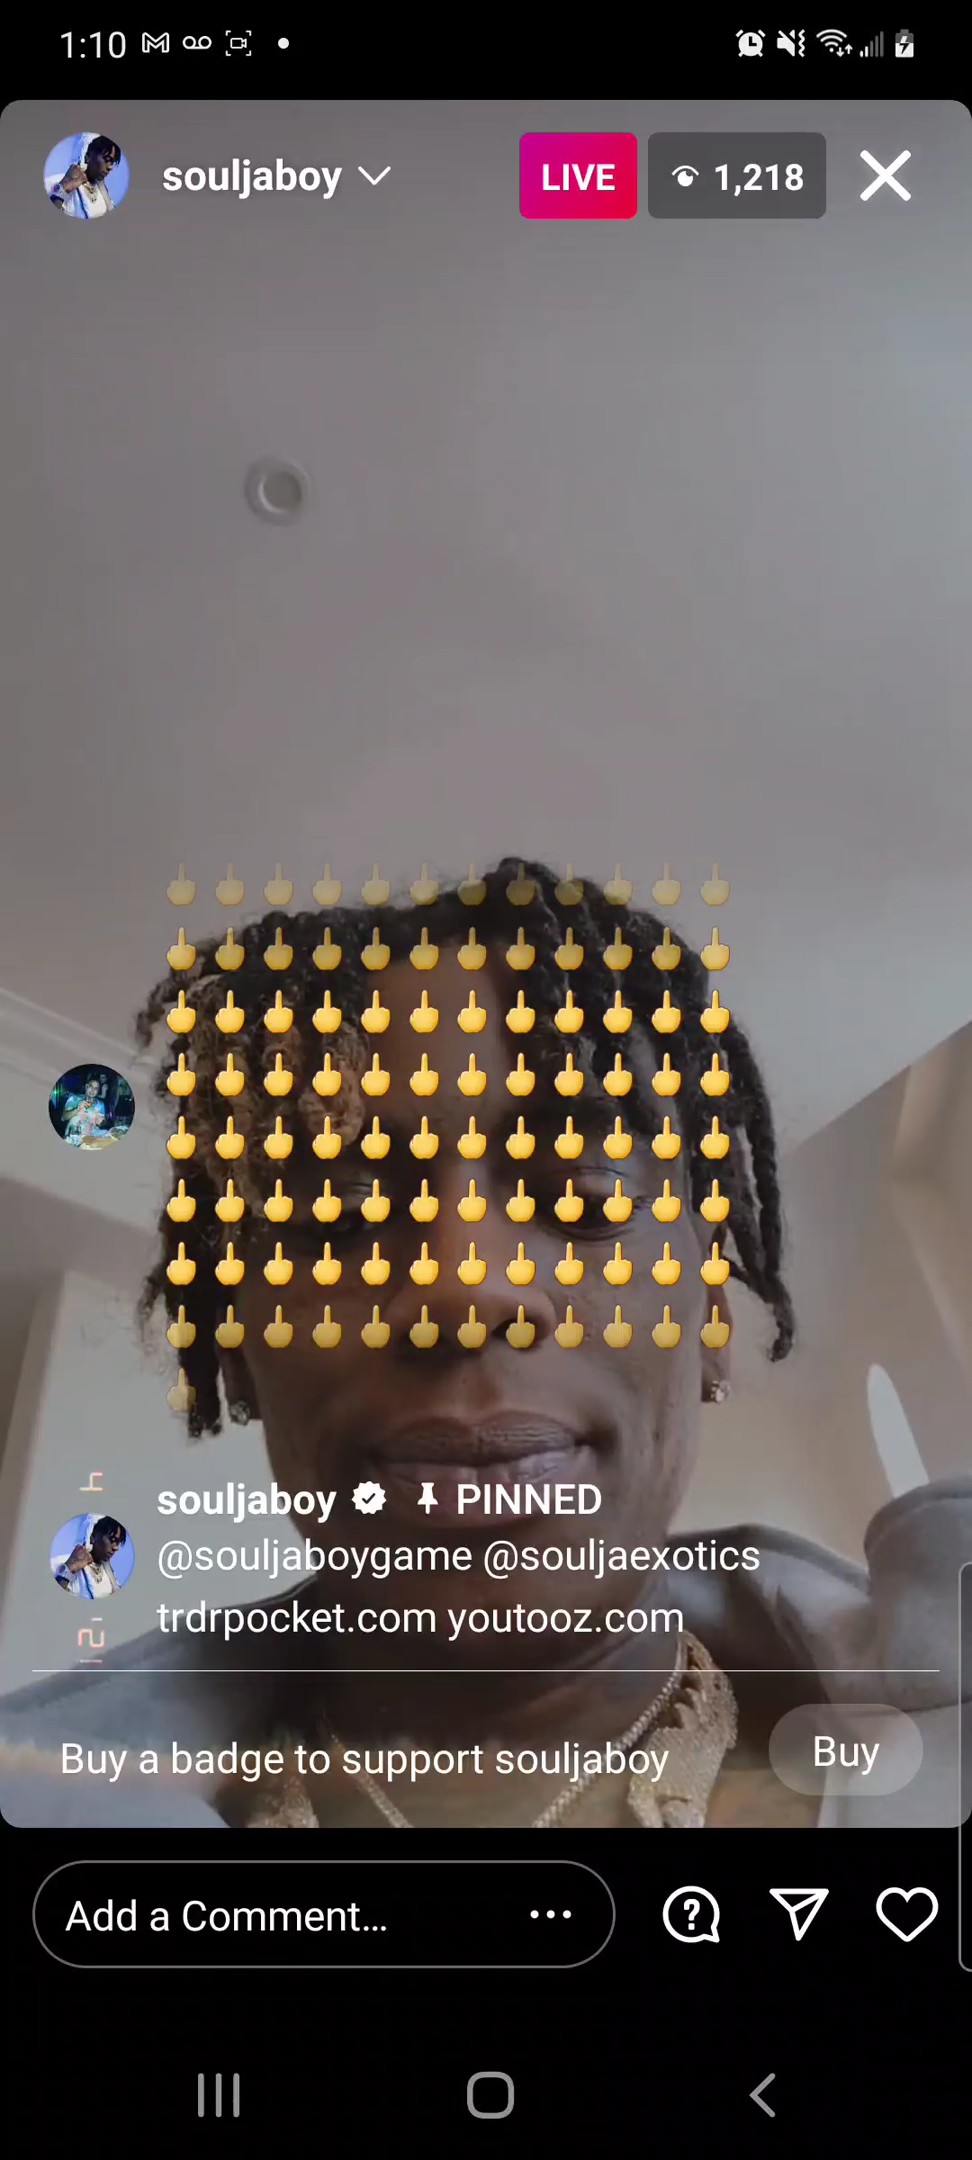 1:10
souljaboy
LIVE
1,218
🖕🖕🖕🖕🖕🖕🖕🖕🖕🖕🖕🖕
🖕🖕🖕🖕🖕🖕🖕🖕🖕🖕🖕🖕
🖕🖕🖕🖕🖕🖕🖕🖕🖕🖕🖕🖕
🖕🖕🖕🖕🖕🖕🖕🖕🖕🖕🖕🖕
🖕🖕🖕🖕🖕🖕🖕🖕🖕🖕🖕🖕
🖕🖕🖕🖕🖕🖕🖕🖕🖕🖕🖕🖕
🖕🖕🖕🖕🖕🖕🖕🖕🖕🖕🖕🖕
🖕🖕🖕🖕🖕🖕🖕🖕🖕🖕🖕🖕
🖕
souljaboy PINNED
@souljaboygame @souljaexotics
trdrpocket.com youtooz.com
Buy a badge to support souljaboy
Buy
Add a Comment...